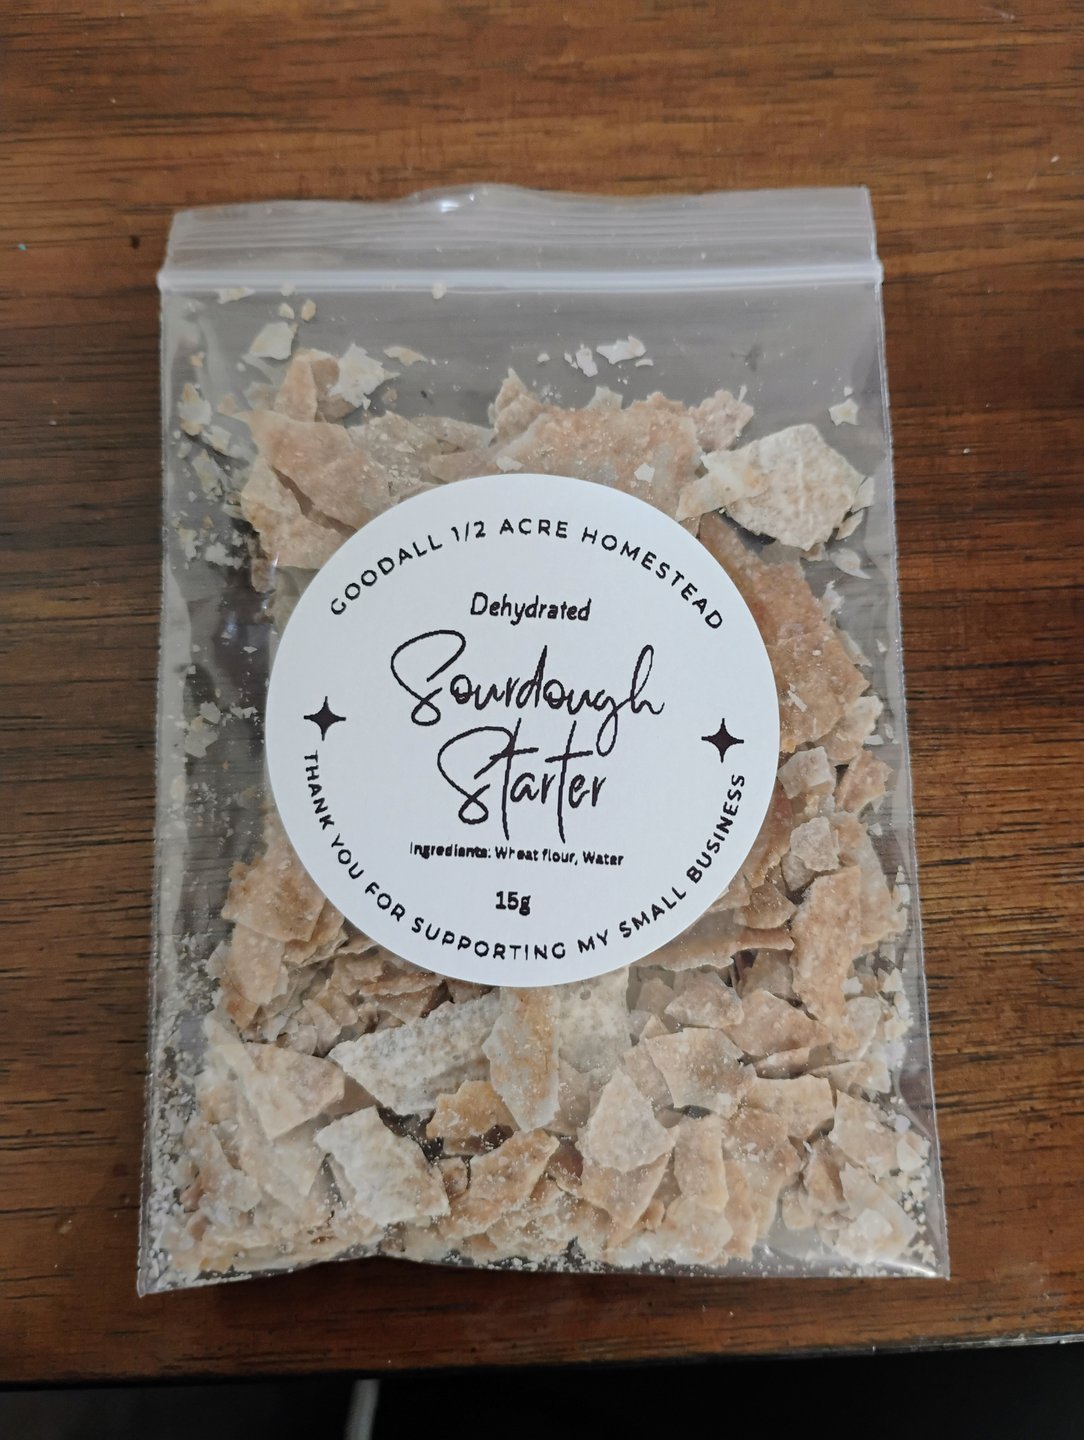 GOODALL 1/2 ACRE HOMESTEAD
Dehydrated
Sourdough
Starter
Ingredients: Wheat flour, Water
15g
THANK YOU FOR SUPPORTING MY SMALL BUSINESS